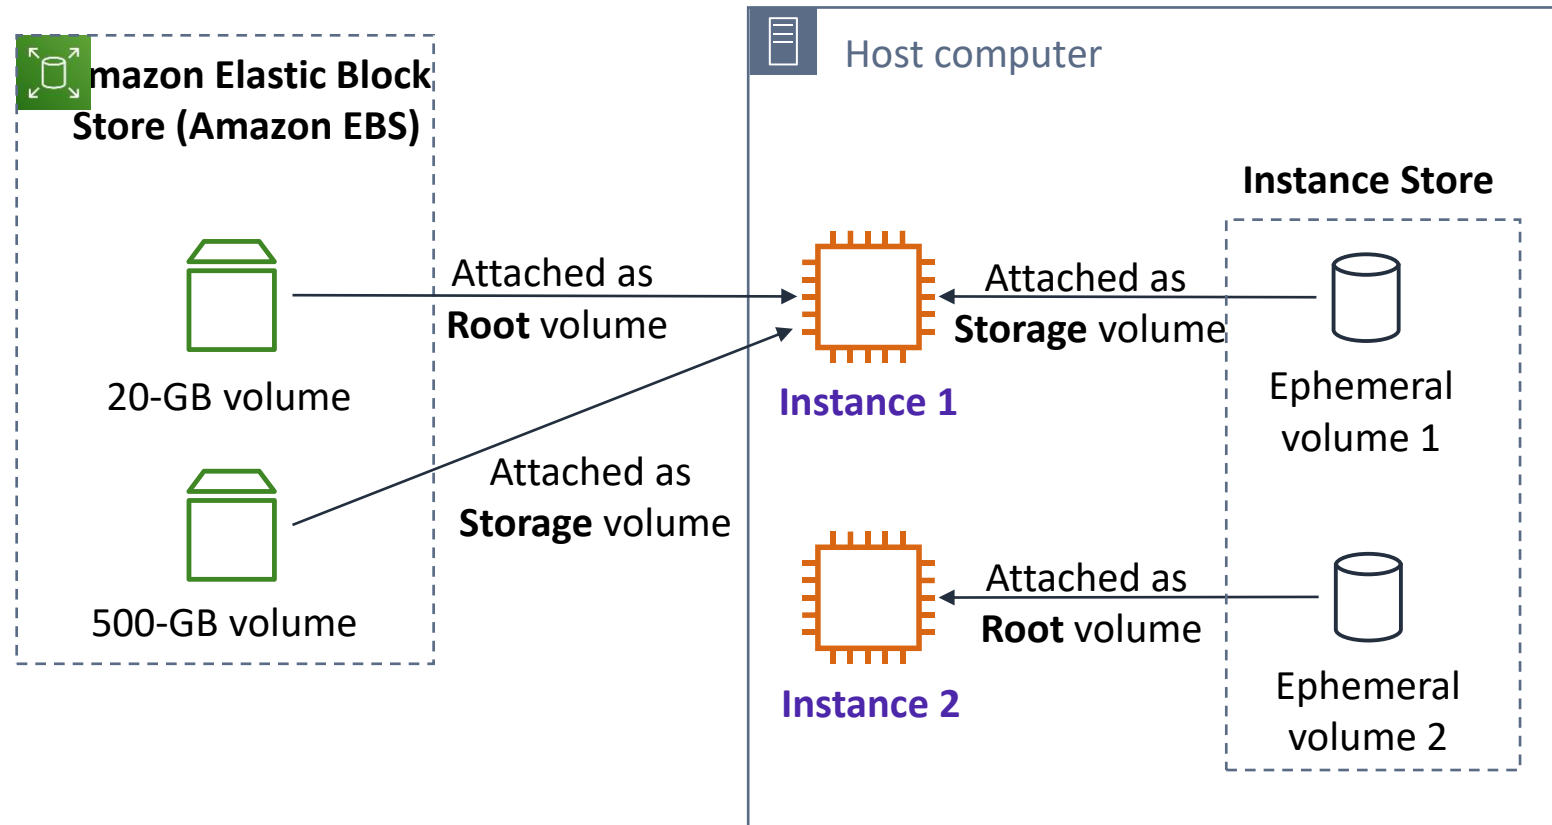 mazon Elastic Block
Store (Amazon EBS)
Host computer
Instance Store
Attached as
Root volume
Attached as
Storage volume
20-GB volume
Instance 1
Ephemeral
volume 1
Attached as
Storage volume
500-GB volume
Attached as
Root volume
Instance 2
Ephemeral
volume 2